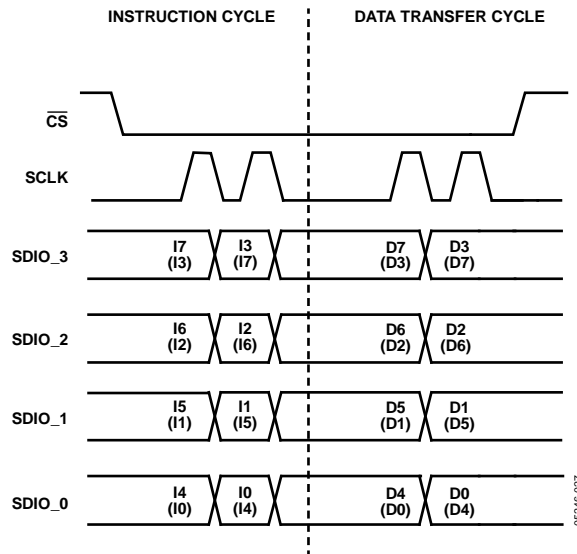 INSTRUCTION CYCLE DATA TRANSFER CYCLE
CS
SCLK
SDIO_3 I7 I3 D7 D3
(I3) (I7) (D3) (D7)
SDIO_2 I6 I2 D6 D2
(I2) (I6) (D2) (D6)
SDIO_1 I5 I1 D5 D1
(I1) (I5) (D1) (D5)
SDIO_0 I4 I0 D4 D0
(I0) (I4) (D0) (D4)